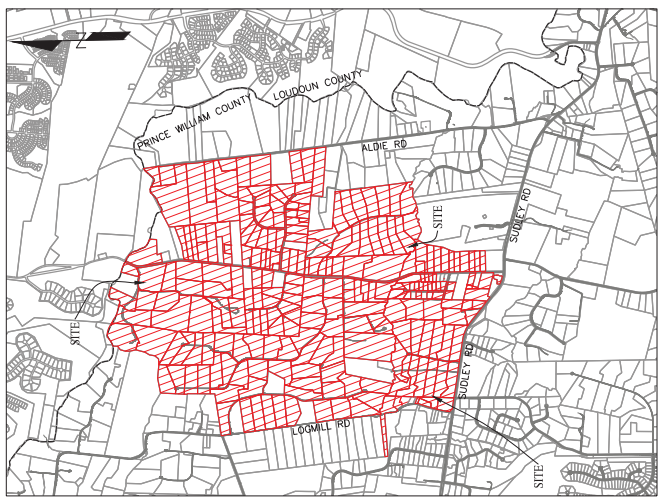 Z
PRINCE WILLIAM COUNTY
LOUDOUN COUNTY
ALDIE RD
SITE
SUDLEY RD
SITE
SUDLEY RD
LOGMILL RD
SITE